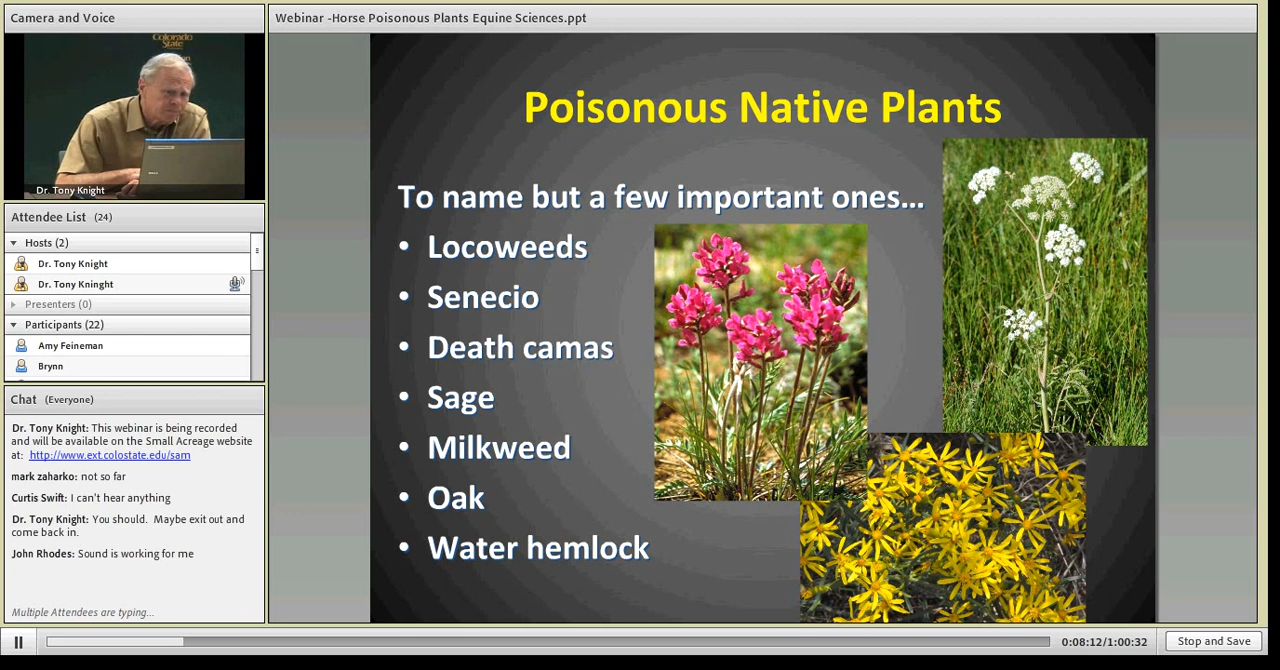 Camera and Voice
Webinar -Horse Poisonous Plants Equine Sciences.ppt
Colorado
State
Dr. Tony Knight
Attendee List (24)
Hosts (2)
Dr. Tony Knight
Dr. Tony Kninght
Presenters (0)
Participants (22)
Amy Feineman
Brynn
Chat (Everyone)
Dr. Tony Knight: This webinar is being recorded
and will be available on the Small Acreage website
at: http://www.ext.colostate.edu/sam
mark zaharko: not so far
Curtis Swift: I can't hear anything
Dr. Tony Knight: You should. Maybe exit out and
come back in.
John Rhodes: Sound is working for me
Multiple Attendees are typing...
Poisonous Native Plants
To name but a few important ones...
• Locoweeds
• Senecio
• Death camas
• Sage
• Milkweed
• Oak
• Water hemlock
0:08:12/1:00:32
Stop and Save